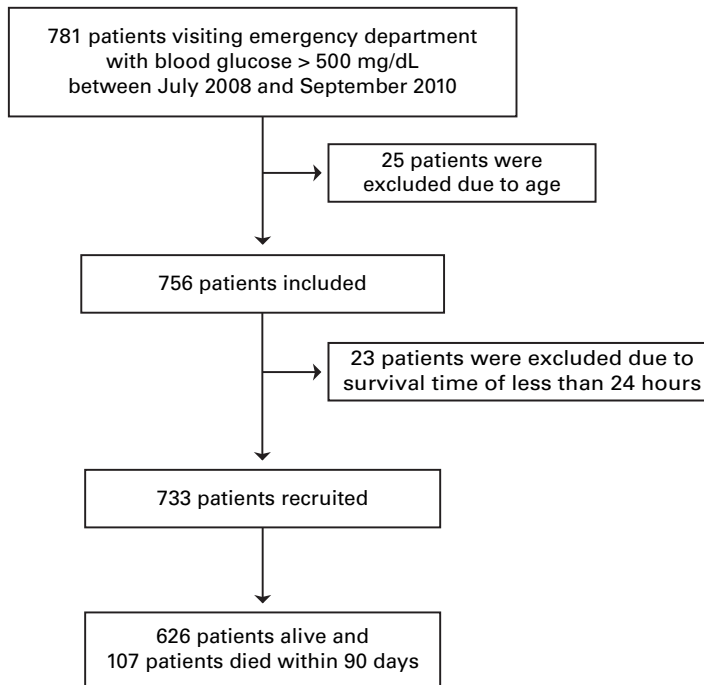 781 patients visiting emergency department
with blood glucose > 500 mg/dL
between July 2008 and September 2010
25 patients were
excluded due to age
756 patients included
23 patients were excluded due to
survival time of less than 24 hours
733 patients recruited
626 patients alive and
107 patients died within 90 days